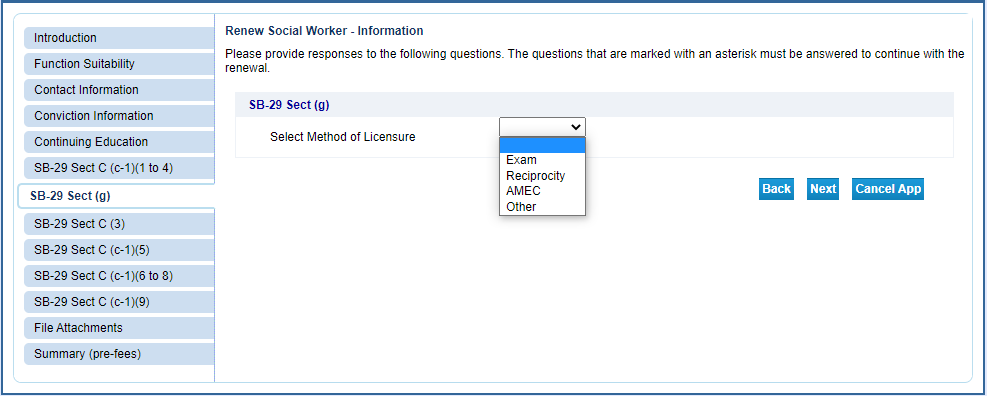 Introduction
Function Suitability
Contact Information
Conviction Information
Continuing Education
SB-29 Sect C (c-1)(1 to 4)
SB-29 Sect (g)
SB-29 Sect C (3)
SB-29 Sect C (c-1)(5)
SB-29 Sect C (c-1)(6 to 8)
SB-29 Sect C (c-1)(9)
File Attachments
Summary (pre-fees)
Renew Social Worker - Information
Please provide responses to the following questions. The questions that are marked with an asterisk must be answered to continue with the
renewal.
SB-29 Sect (g)
Select Method of Licensure
Exam
Reciprocity
AMEC
Other
Back Next Cancel App